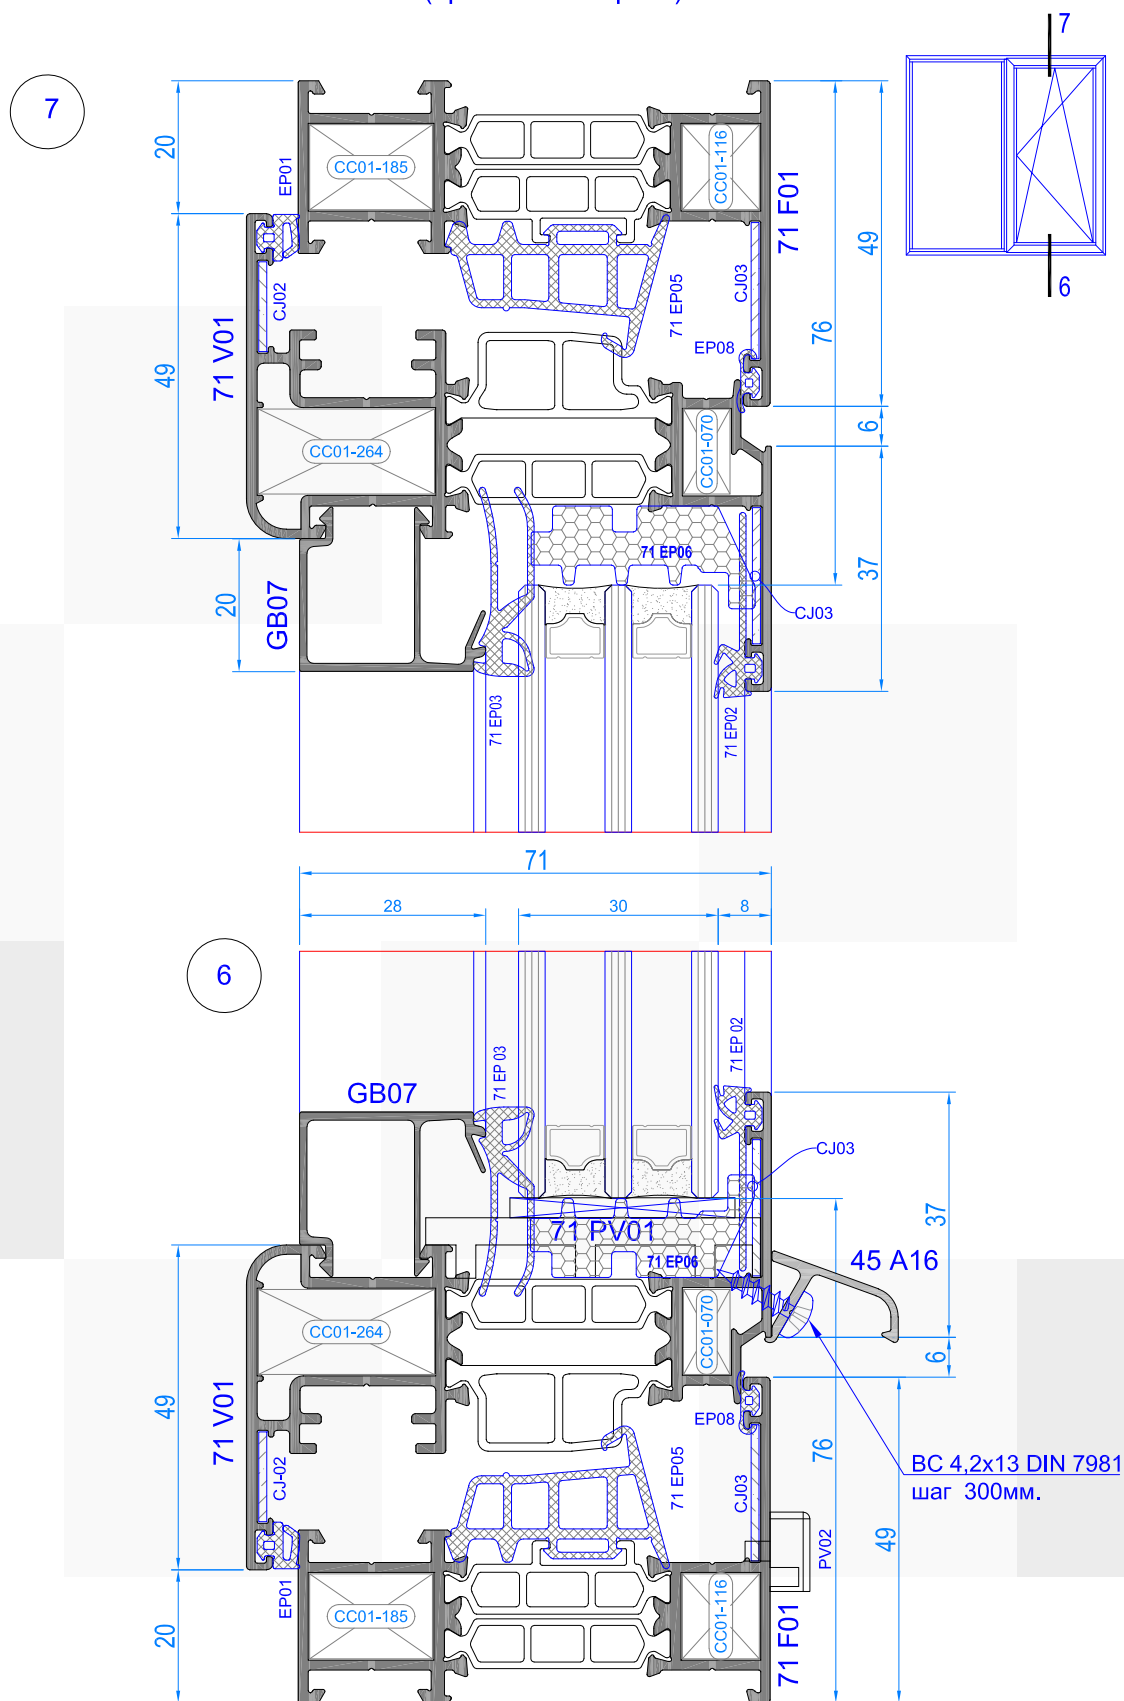 7
7
6
20
EP01
CC01-185
CC01-116
71 F01
49
CJ02
71 V01
71 EP05
CJ03
EP08
76
49
6
CC01-264
CC01-070
37
71 EP06
20
GB07
CJ03
71 EP03
71 EP02
71
28
30
8
6
GB07
71 EP 03
71 EP 02
CJ03
37
71 PV01
71 EP06
45 A16
CC01-264
CC01-070
6
49
71 V01
EP08
76
CJ-02
71 EP05
CJ03
ВС 4,2x13 DIN 7981
шаг 300мм.
PV02
49
EP01
CC01-185
CC01-116
71 F01
20